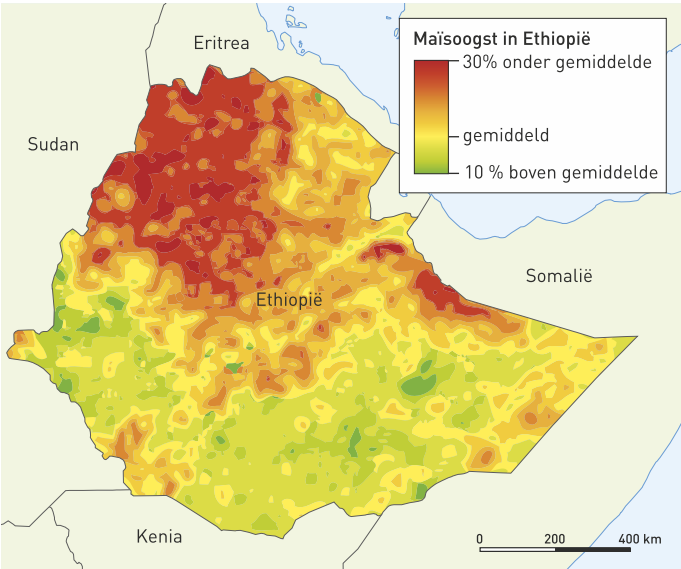 Maïsoogst in Ethiopië
30% onder gemiddelde
gemiddeld
10 % boven gemiddelde
Eritrea
Sudan
Somalië
Ethiopië
Kenia
0 200 400 km